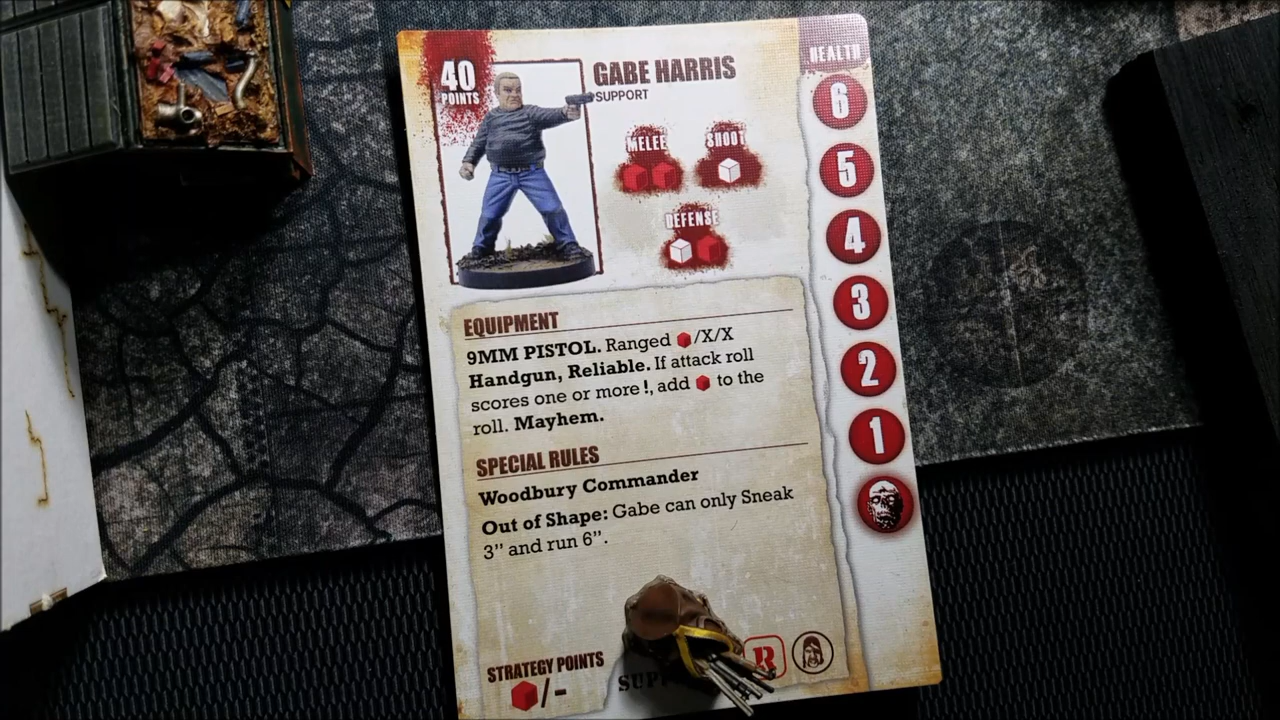 40
POINTS
GABE HARRIS
SUPPORT
MELEE
SHOOT
DEFENSE
HEALTH
6
5
4
3
2
1
EQUIPMENT
9MM PISTOL. Ranged /X/X
Handgun, Reliable. If attack roll
scores one or more !, add to the
roll. Mayhem.
SPECIAL RULES
Woodbury Commander
Out of Shape: Gabe can only Sneak
3” and run 6”.
STRATEGY POINTS
/-
R